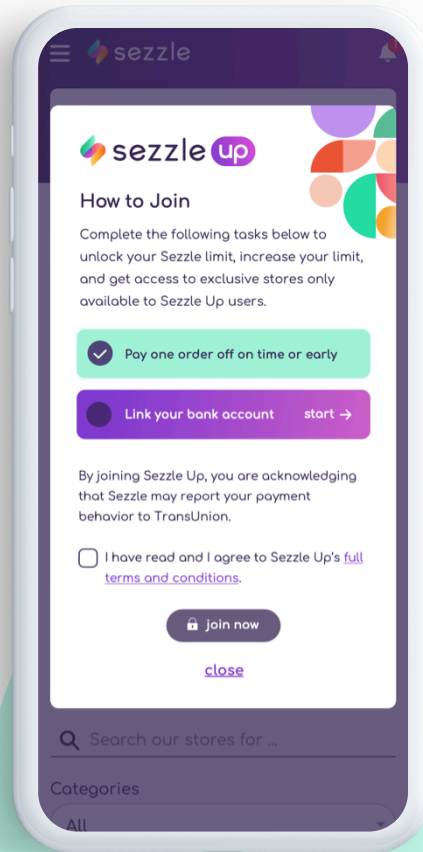 sezzle
sezzle up
How to Join
Complete the following tasks below to
unlock your Sezzle limit, increase your limit,
and get access to exclusive stores only
available to Sezzle Up users.
Pay one order off on time or early
Link your bank account start →
By joining Sezzle Up, you are acknowledging
that Sezzle may report your payment
behavior to TransUnion.
I have read and I agree to Sezzle Up's full
terms and conditions.
join now
close
Search our stores for ...
Categories
All